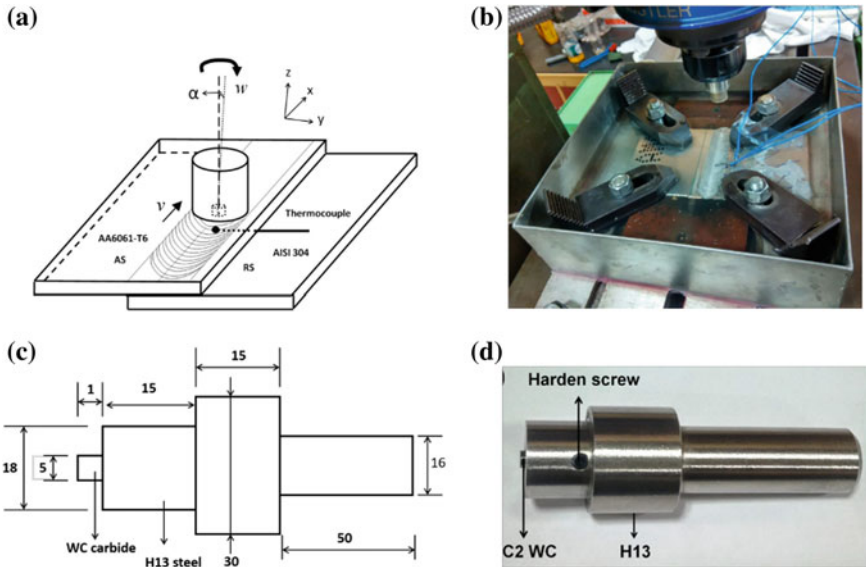 (a)
α
w
z
x
y
v
Thermocouple
AA6061-T6
AS
AISI 304
RS
(b)
(c)
15
1
15
18
5
16
WC carbide
H13 steel
30
50
(d)
Harden screw
C2 WC
H13